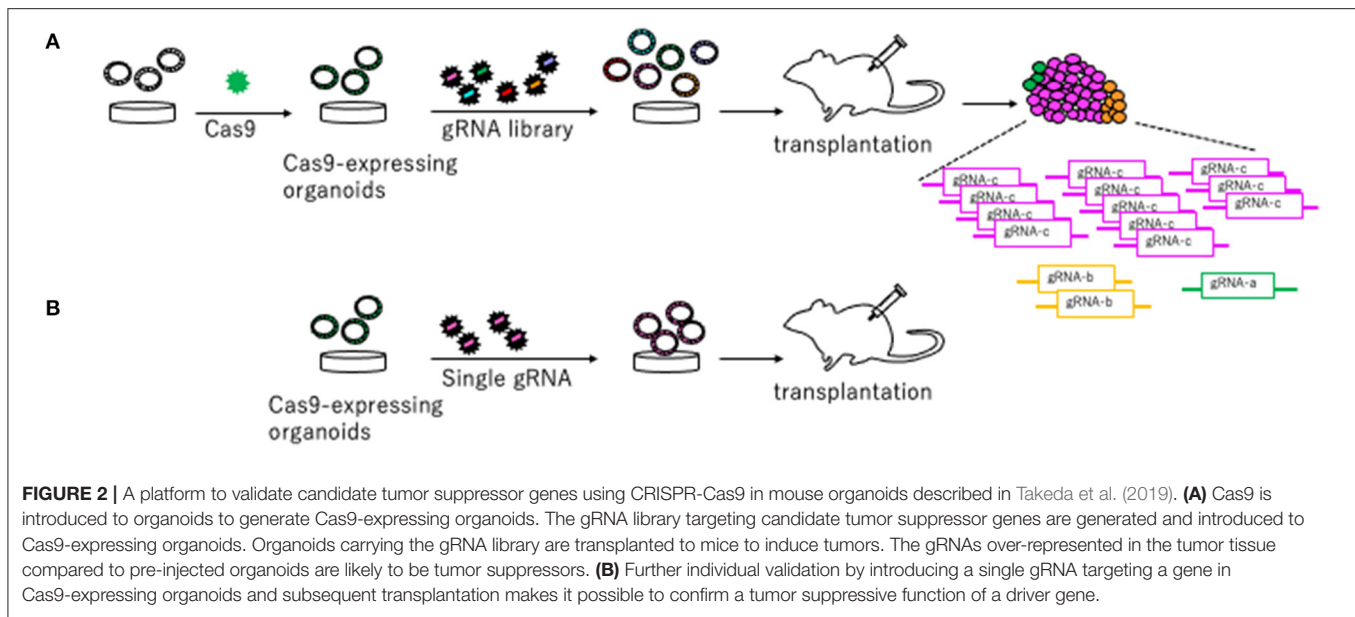 A
Cas9
Cas9-expressing
organoids
gRNA library
transplantation
gRNA-c
gRNA-c
gRNA-c
gRNA-c
gRNA-c
gRNA-c
gRNA-c
gRNA-c
gRNA-c
gRNA-c
gRNA-c
gRNA-c
gRNA-b
gRNA-b
gRNA-a
B
Cas9-expressing
organoids
Single gRNA
transplantation
FIGURE 2 | A platform to validate candidate tumor suppressor genes using CRISPR-Cas9 in mouse organoids described in Takeda et al. (2019). (A) Cas9 is
introduced to organoids to generate Cas9-expressing organoids. The gRNA library targeting candidate tumor suppressor genes are generated and introduced to
Cas9-expressing organoids. Organoids carrying the gRNA library are transplanted to mice to induce tumors. The gRNAs over-represented in the tumor tissue
compared to pre-injected organoids are likely to be tumor suppressors. (B) Further individual validation by introducing a single gRNA targeting a gene in
Cas9-expressing organoids and subsequent transplantation makes it possible to confirm a tumor suppressive function of a driver gene.